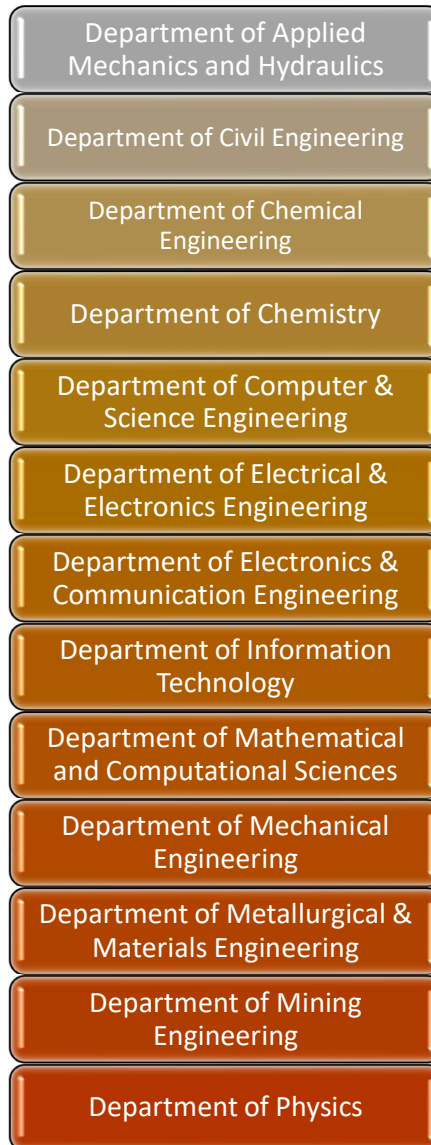 Department of Applied
Mechanics and Hydraulics
Department of Civil Engineering
Department of Chemical
Engineering
Department of Chemistry
Department of Computer &
Science Engineering
Department of Electrical &
Electronics Engineering
Department of Electronics &
Communication Engineering
Department of Information
Technology
Department of Mathematical
and Computational Sciences
Department of Mechanical
Engineering
Department of Metallurgical &
Materials Engineering
Department of Mining
Engineering
Department of Physics